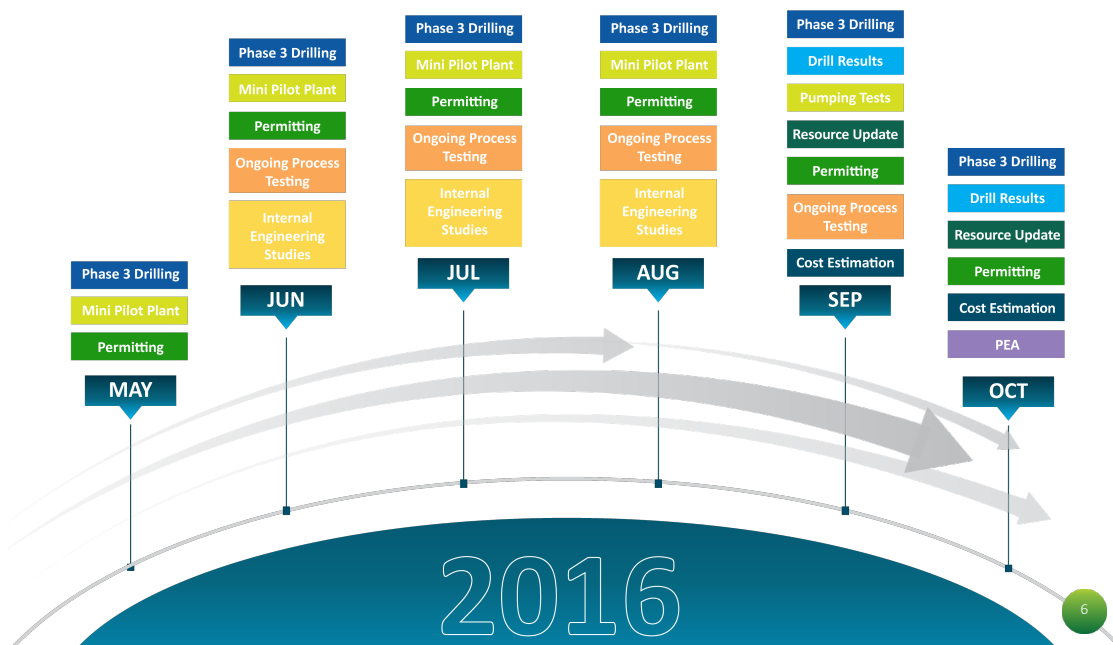 Phase 3 Drilling
Mini Pilot Plant
Permitting
MAY
Phase 3 Drilling
Mini Pilot Plant
Permitting
Ongoing Process
Testing
Internal
Engineering
Studies
JUN
Phase 3 Drilling
Mini Pilot Plant
Permitting
Ongoing Process
Testing
Internal
Engineering
Studies
JUL
Phase 3 Drilling
Mini Pilot Plant
Permitting
Ongoing Process
Testing
Internal
Engineering
Studies
AUG
Phase 3 Drilling
Drill Results
Pumping Tests
Resource Update
Permitting
Ongoing Process
Testing
Cost Estimation
SEP
Phase 3 Drilling
Drill Results
Resource Update
Permitting
Cost Estimation
PEA
OCT
2016
6